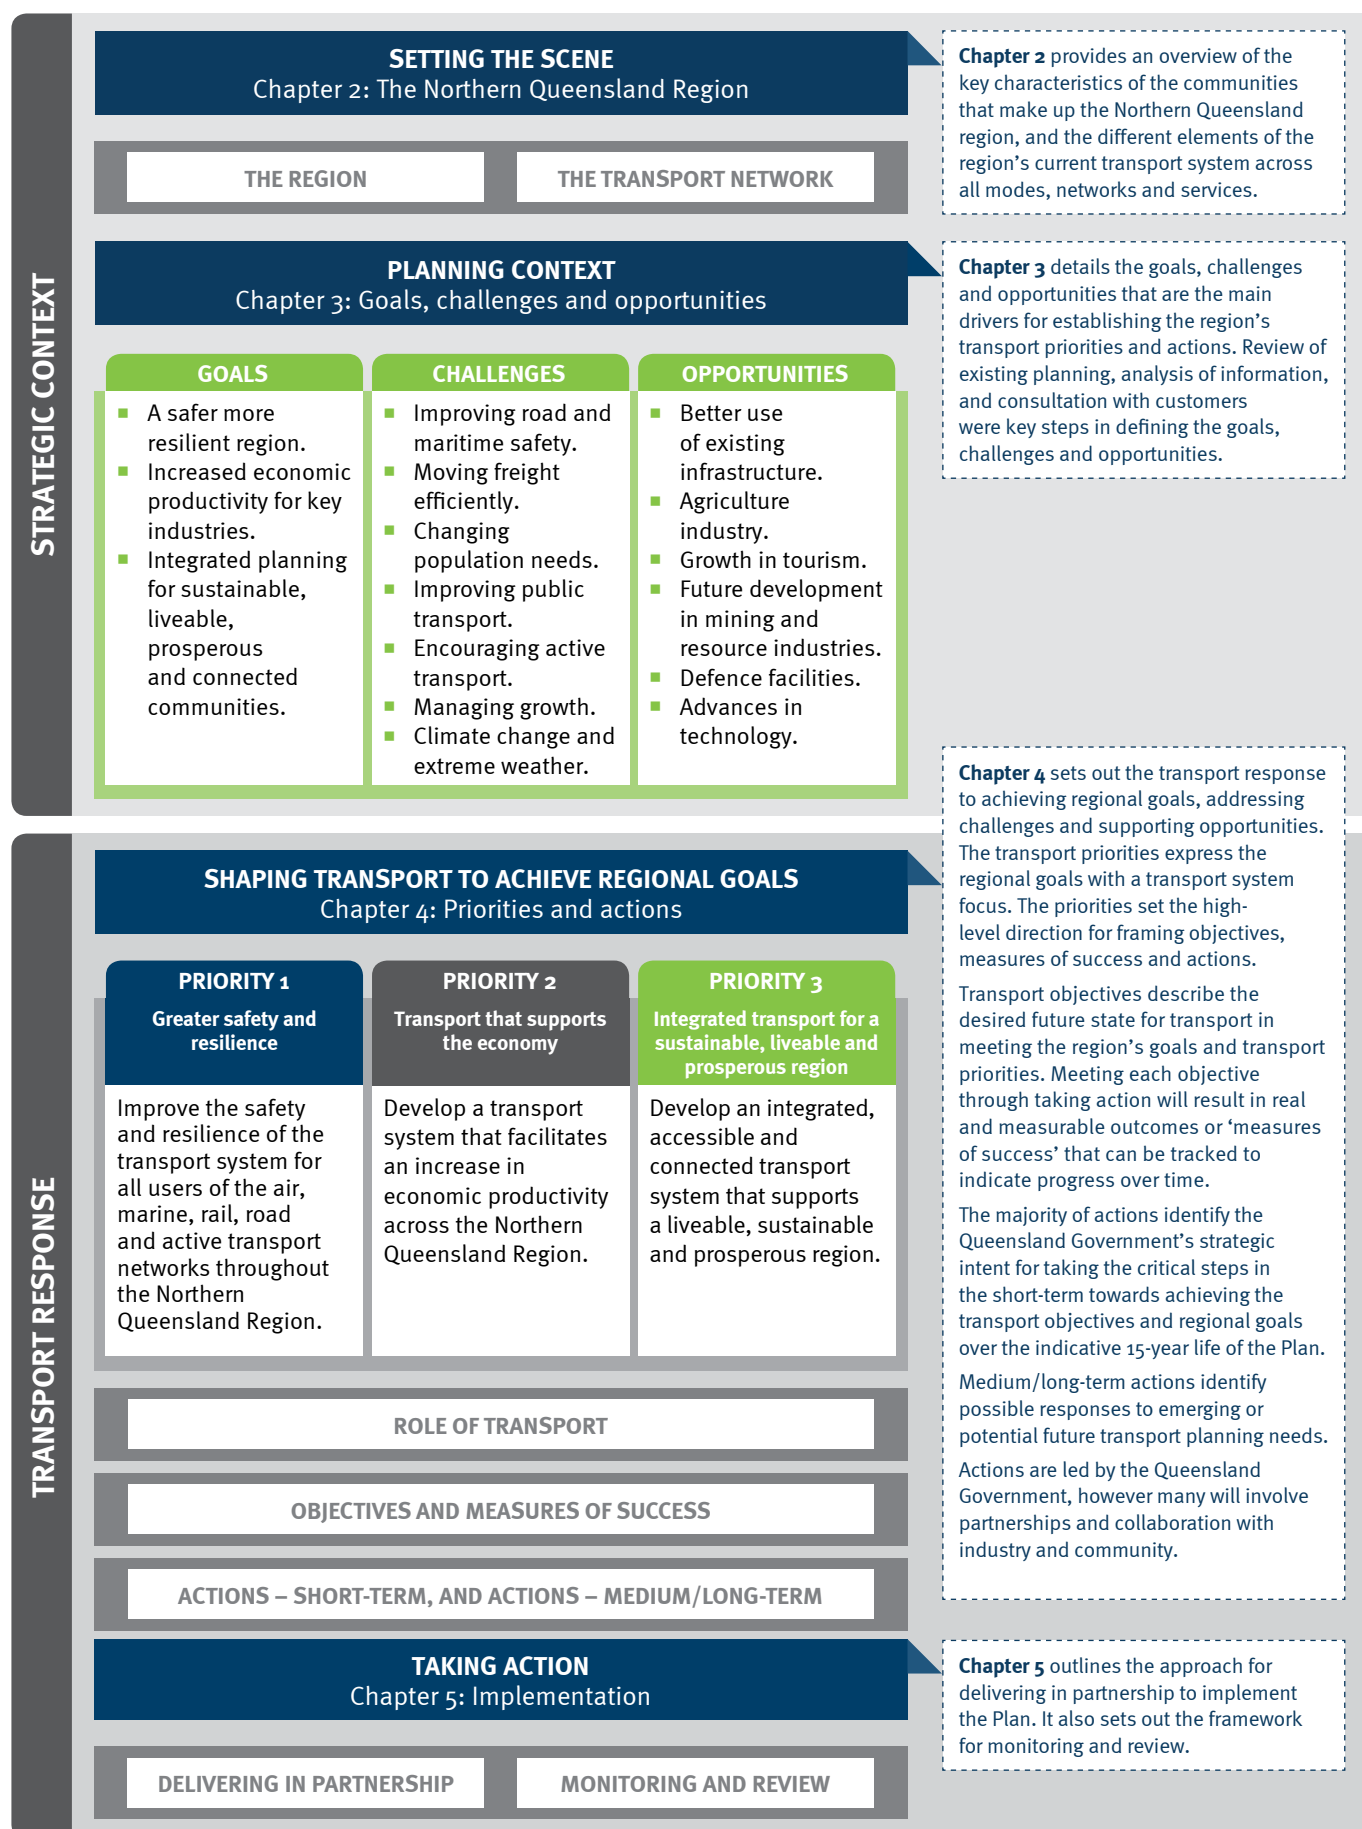 STRATEGIC CONTEXT
SETTING THE SCENE
Chapter 2: The Northern Queensland Region
THE REGION
THE TRANSPORT NETWORK
Chapter 2 provides an overview of the
key characteristics of the communities
that make up the Northern Queensland
region, and the different elements of the
region's current transport system across
all modes, networks and services.
PLANNING CONTEXT
Chapter 3: Goals, challenges and opportunities
Chapter 3 details the goals, challenges
and opportunities that are the main
drivers for establishing the region's
transport priorities and actions. Review of
existing planning, analysis of information,
and consultation with customers
were key steps in defining the goals,
challenges and opportunities.
GOALS
■ A safer more
resilient region.
■ Increased economic
productivity for key
industries.
■ Integrated planning
for sustainable,
liveable,
prosperous
and connected
communities.
CHALLENGES
■ Improving road and
maritime safety.
■ Moving freight
efficiently.
■ Changing
population needs.
■ Improving public
transport.
■ Encouraging active
transport.
■ Managing growth.
■ Climate change and
extreme weather.
OPPORTUNITIES
■ Better use
of existing
infrastructure.
■ Agriculture
industry.
■ Growth in tourism.
■ Future development
in mining and
resource industries.
■ Defence facilities.
■ Advances in
technology.
TRANSPORT RESPONSE
SHAPING TRANSPORT TO ACHIEVE REGIONAL GOALS
Chapter 4: Priorities and actions
PRIORITY 1
Greater safety and
resilience
Improve the safety
and resilience of the
transport system for
all users of the air,
marine, rail, road
and active transport
networks throughout
the Northern
Queensland Region.
PRIORITY 2
Transport that supports
the economy
Develop a transport
system that facilitates
an increase in
economic productivity
across the Northern
Queensland Region.
PRIORITY 3
Integrated transport for a
sustainable, liveable and
prosperous region
Develop an integrated,
accessible and
connected transport
system that supports
a liveable, sustainable
and prosperous region.
ROLE OF TRANSPORT
OBJECTIVES AND MEASURES OF SUCCESS
ACTIONS – SHORT-TERM, AND ACTIONS – MEDIUM/LONG-TERM
Chapter 4 sets out the transport response
to achieving regional goals, addressing
challenges and supporting opportunities.
The transport priorities express the
regional goals with a transport system
focus. The priorities set the high-
level direction for framing objectives,
measures of success and actions.
Transport objectives describe the
desired future state for transport in
meeting the region's goals and transport
priorities. Meeting each objective
through taking action will result in real
and measurable outcomes or ‘measures
of success’ that can be tracked to
indicate progress over time.
The majority of actions identify the
Queensland Government's strategic
intent for taking the critical steps in
the short-term towards achieving the
transport objectives and regional goals
over the indicative 15-year life of the Plan.
Medium/long-term actions identify
possible responses to emerging or
potential future transport planning needs.
Actions are led by the Queensland
Government, however many will involve
partnerships and collaboration with
industry and community.
TAKING ACTION
Chapter 5: Implementation
DELIVERING IN PARTNERSHIP
MONITORING AND REVIEW
Chapter 5 outlines the approach for
delivering in partnership to implement
the Plan. It also sets out the framework
for monitoring and review.